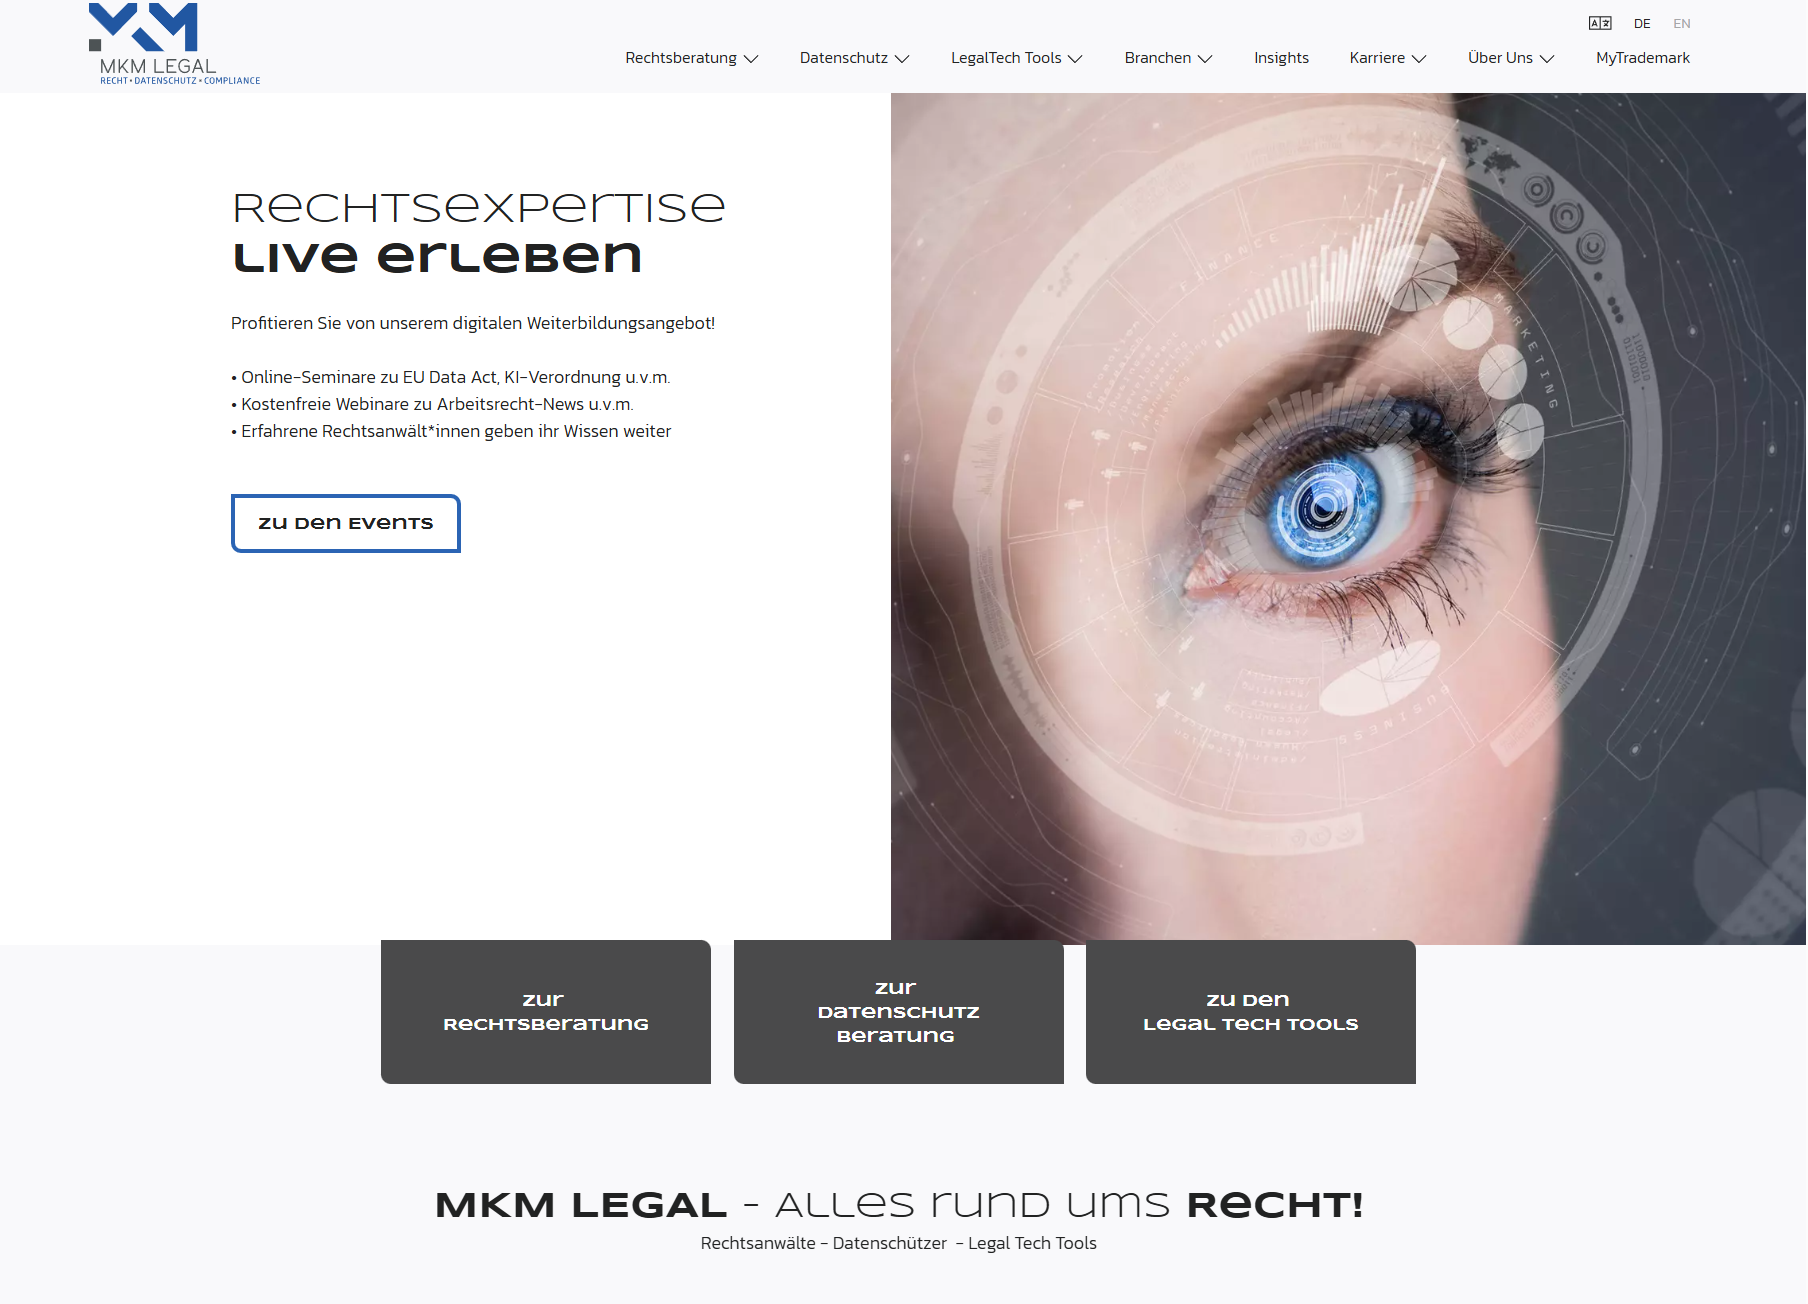 MKM LEGAL
RECHT • DATENSCHUTZ • COMPLIANCE
DE EN
Rechtsberatung Datenschutz LegalTech Tools Branchen Insights Karriere Über Uns MyTrademark
Rechtsexpertise
live erleben
Profitieren Sie von unserem digitalen Weiterbildungsangebot!
• Online-Seminare zu EU Data Act, KI-Verordnung u.v.m.
• Kostenfreie Webinare zu Arbeitsrecht-News u.v.m.
• Erfahrene Rechtsanwält*innen geben ihr Wissen weiter
Zu den Events
FINANCE
MARKETING
BUSINESS
Zur
Rechtsberatung
Zur
Datenschutz
Beratung
Zu den
Legal Tech Tools
MKM LEGAL - Alles rund ums Recht!
Rechtsanwälte - Datenschützer - Legal Tech Tools